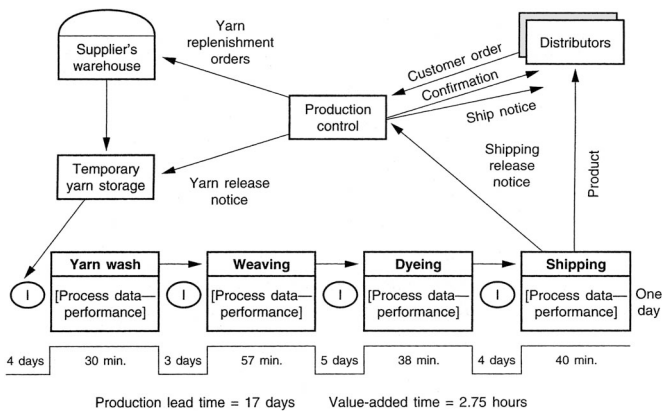 Supplier's
warehouse
Yarn
replenishment
orders
Distributors
Customer order
Confirmation
Ship notice
Production
control
Temporary
yarn storage
Yarn release
notice
Shipping
release
notice
Product
Yarn wash
Weaving
Dyeing
Shipping
I
[Process data—
performance]
I
[Process data—
performance]
I
[Process data—
performance]
I
[Process data—
performance]
One
day
4 days
30 min.
3 days
57 min.
5 days
38 min.
4 days
40 min.
Production lead time = 17 days
Value-added time = 2.75 hours